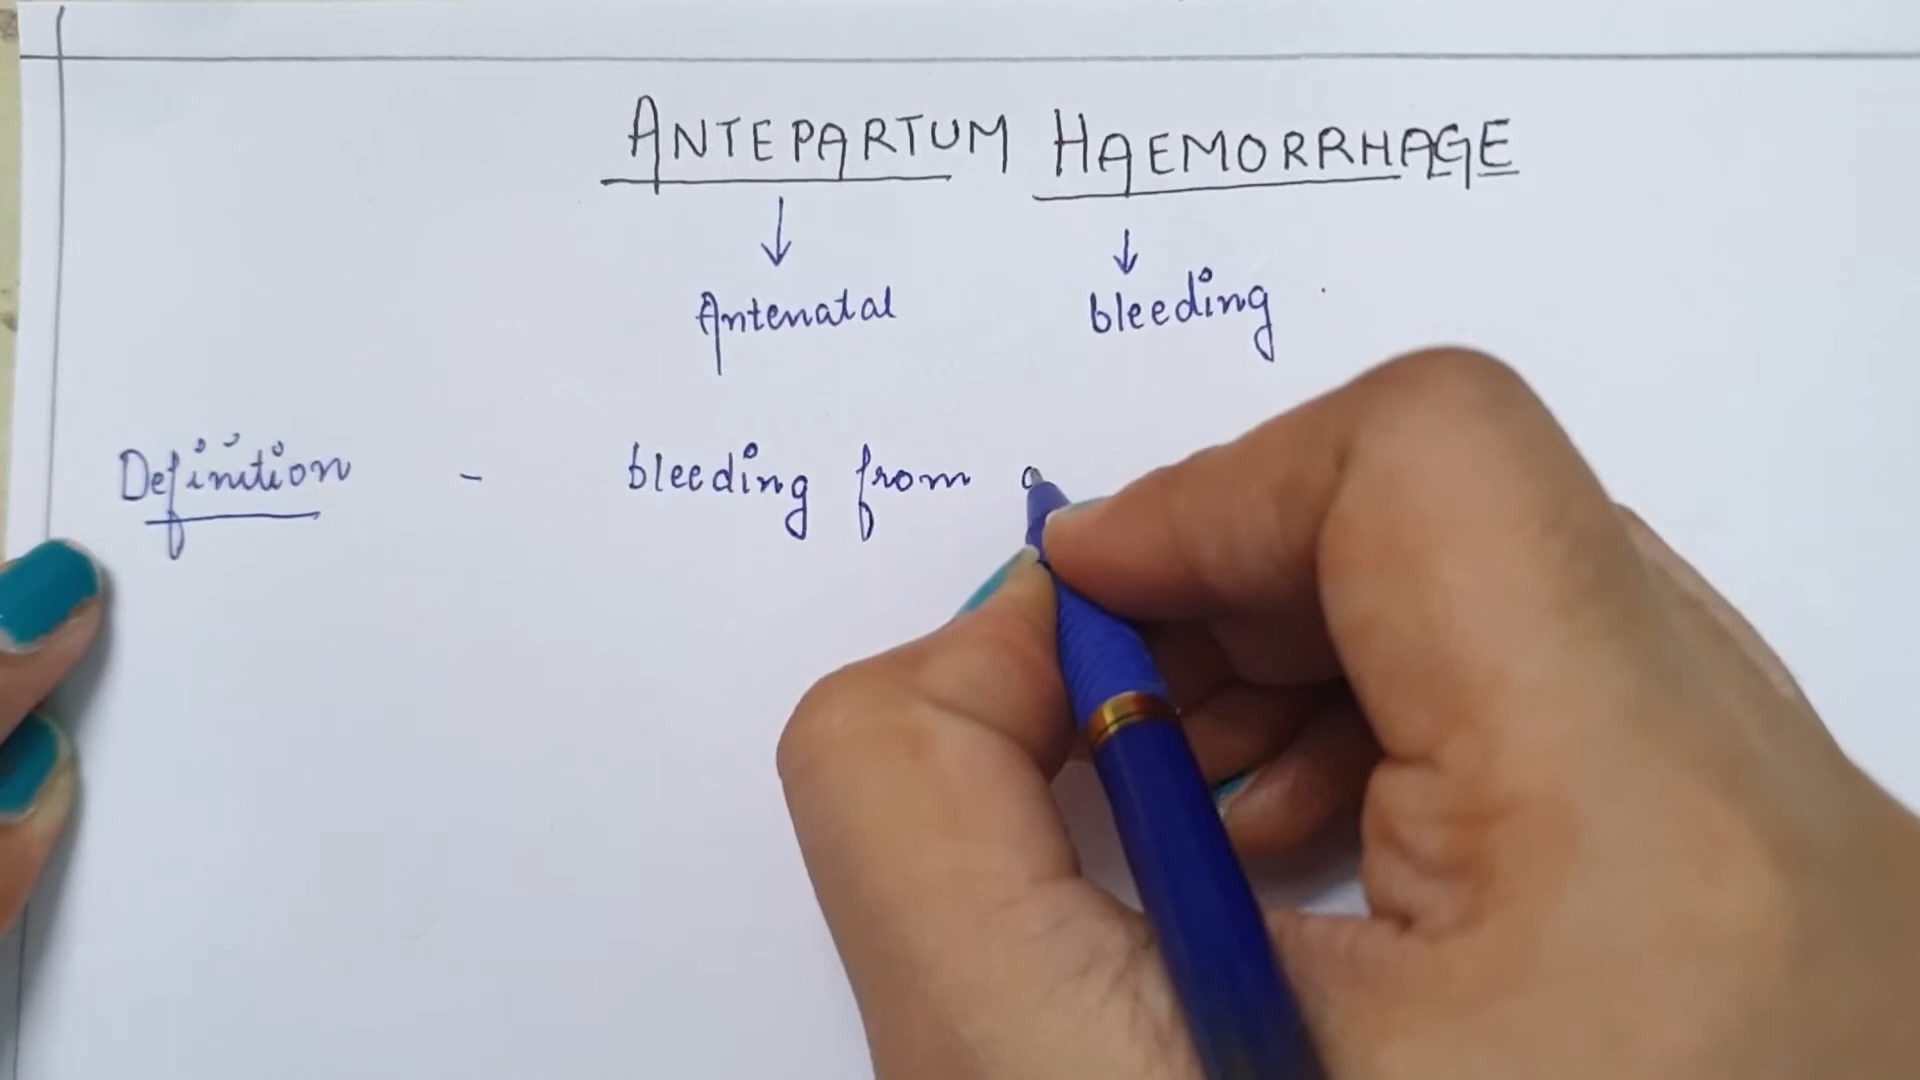 ANTEPARTUM HAEMORRHAGE
Antenatal bleeding
Definition - bleeding from